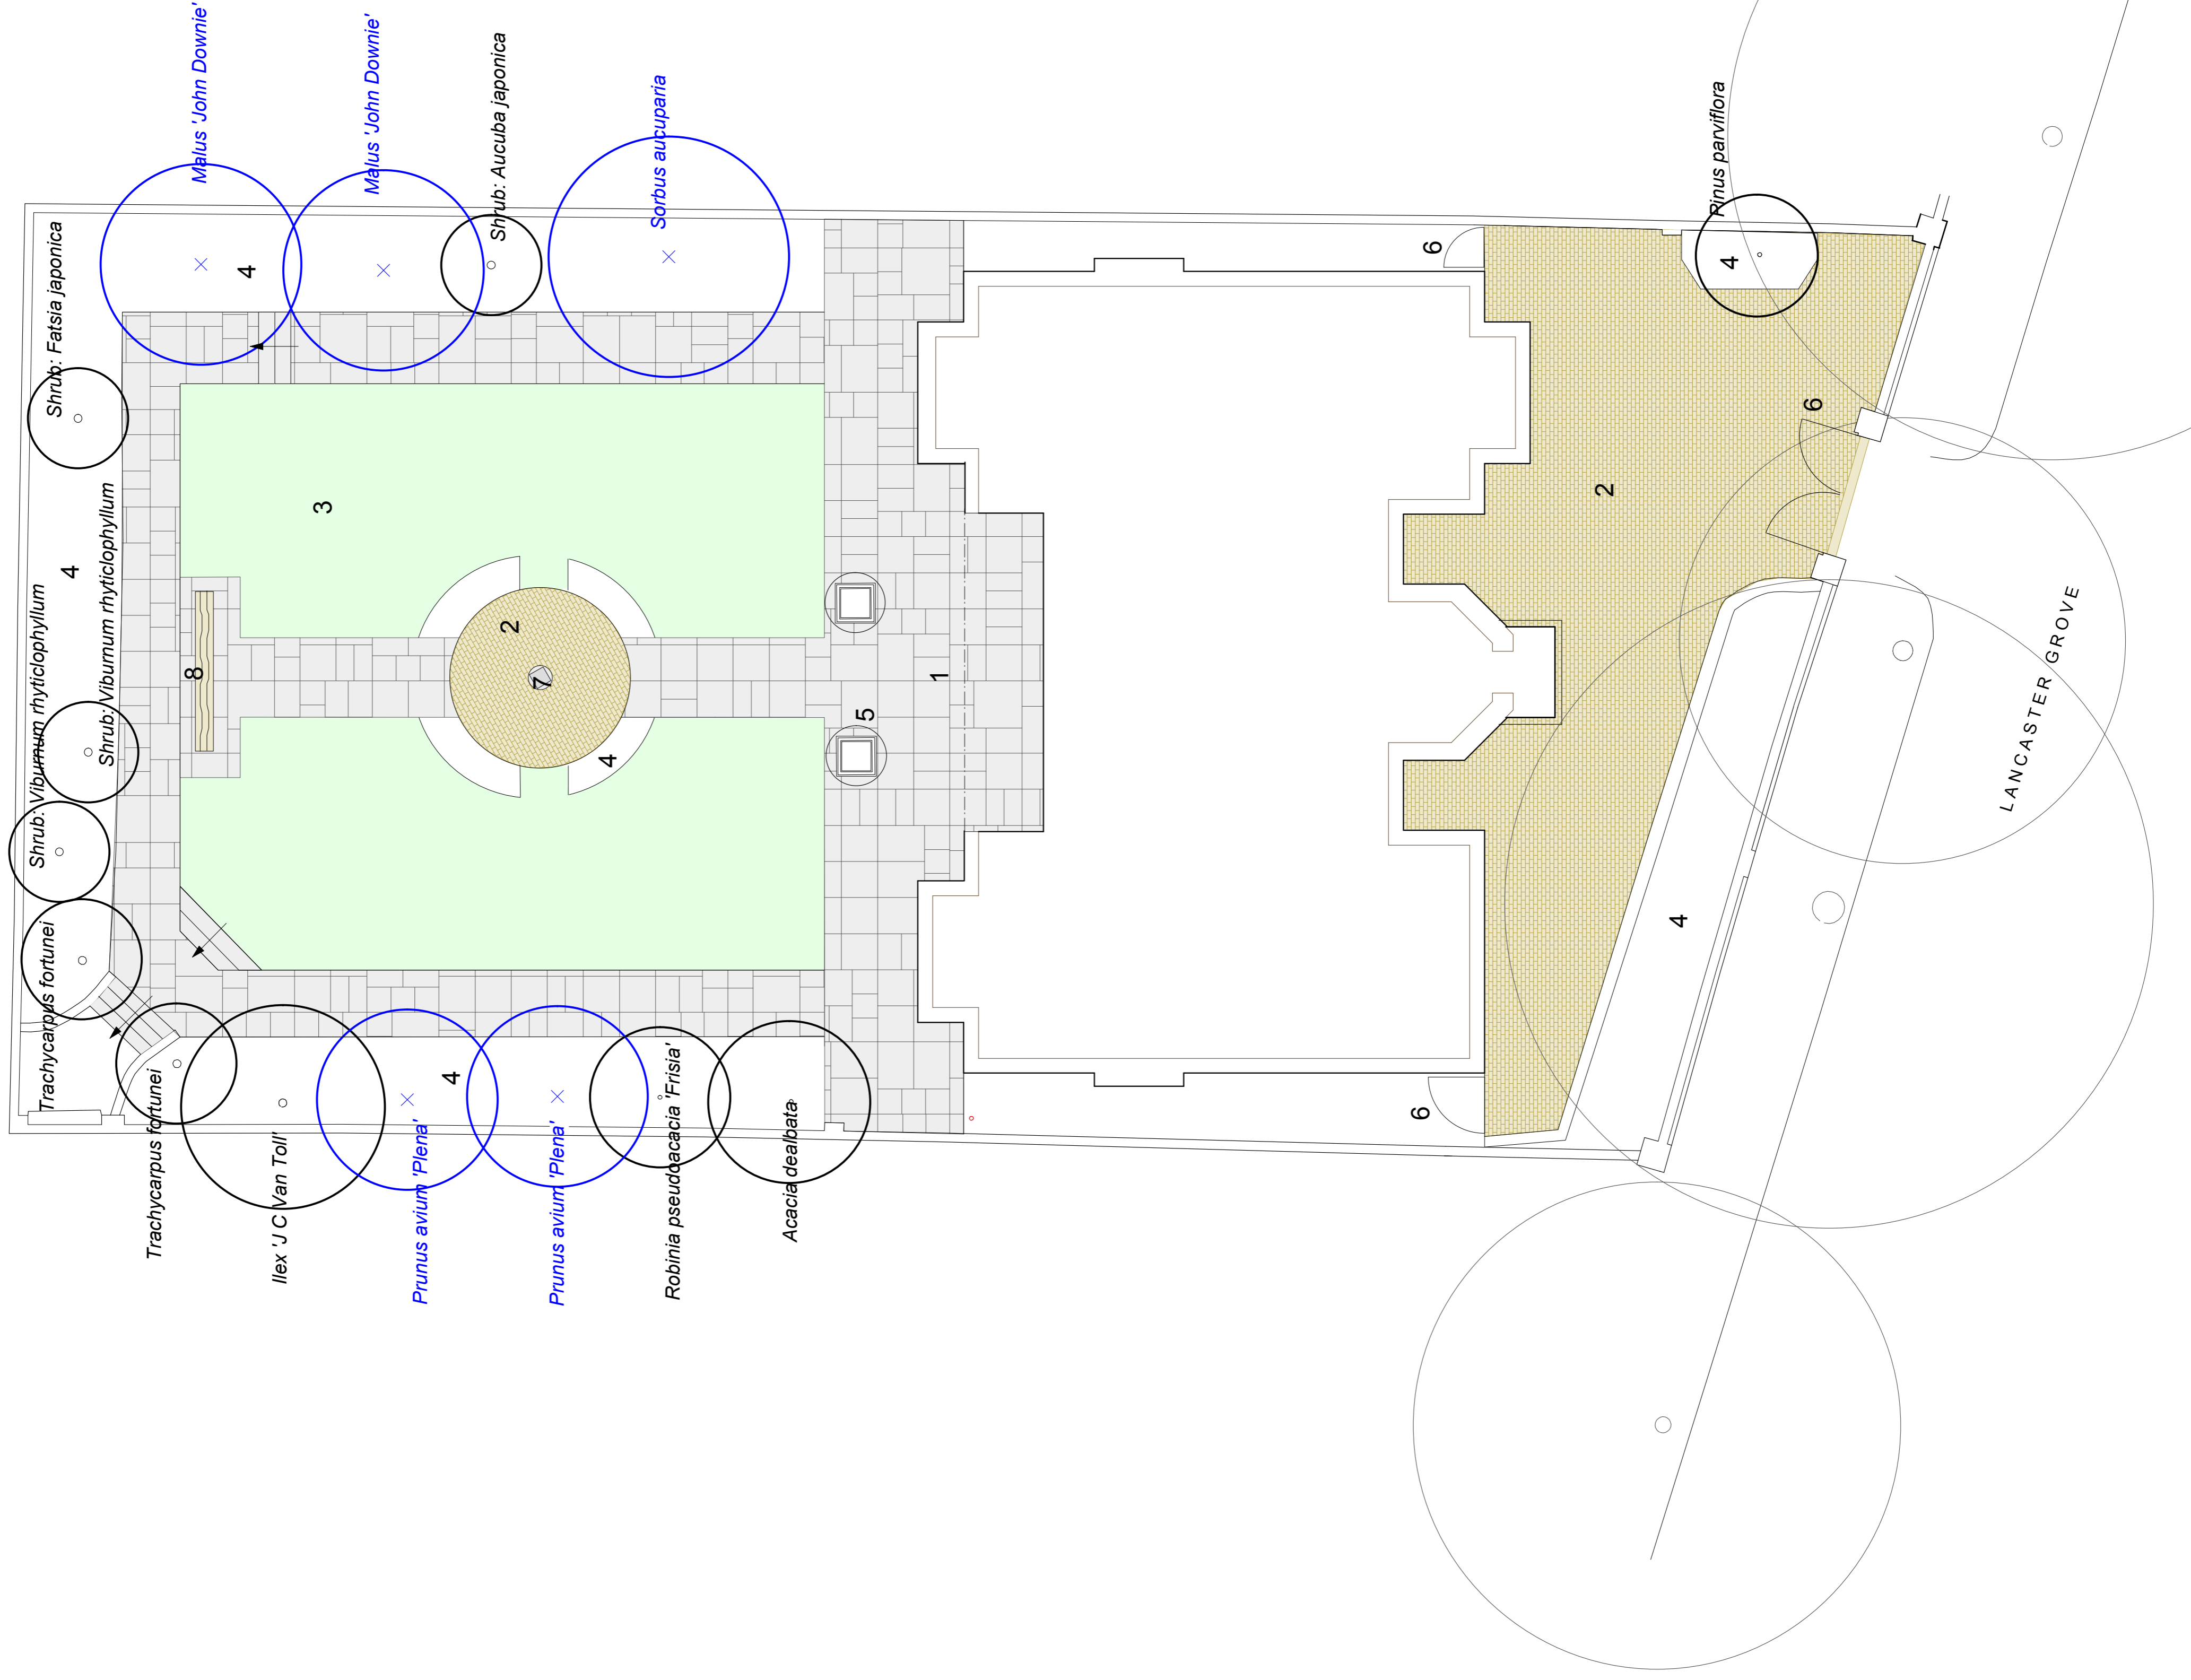 Malus 'John Downie'
Malus 'John Downie'
Shrub: Aucuba japonica
Sorbus aucuparia
Pinus parviflora
Shrub: Fatsia japonica
4
6
4
6
3
2
4
Shrub: Viburnum rhyticlophyllum
Shrub: Viburnum rhyticlophyllum
2
8
7
1
5
4
LANCASTER GROVE
4
Trachycarpus fortunei
4
6
Trachycarpus fortunei
Ilex 'J C Van Toll'
Prunus avium 'Plena'
Prunus avium 'Plena'
Robinia pseudoacacia 'Frisia'
Acacia dealbata